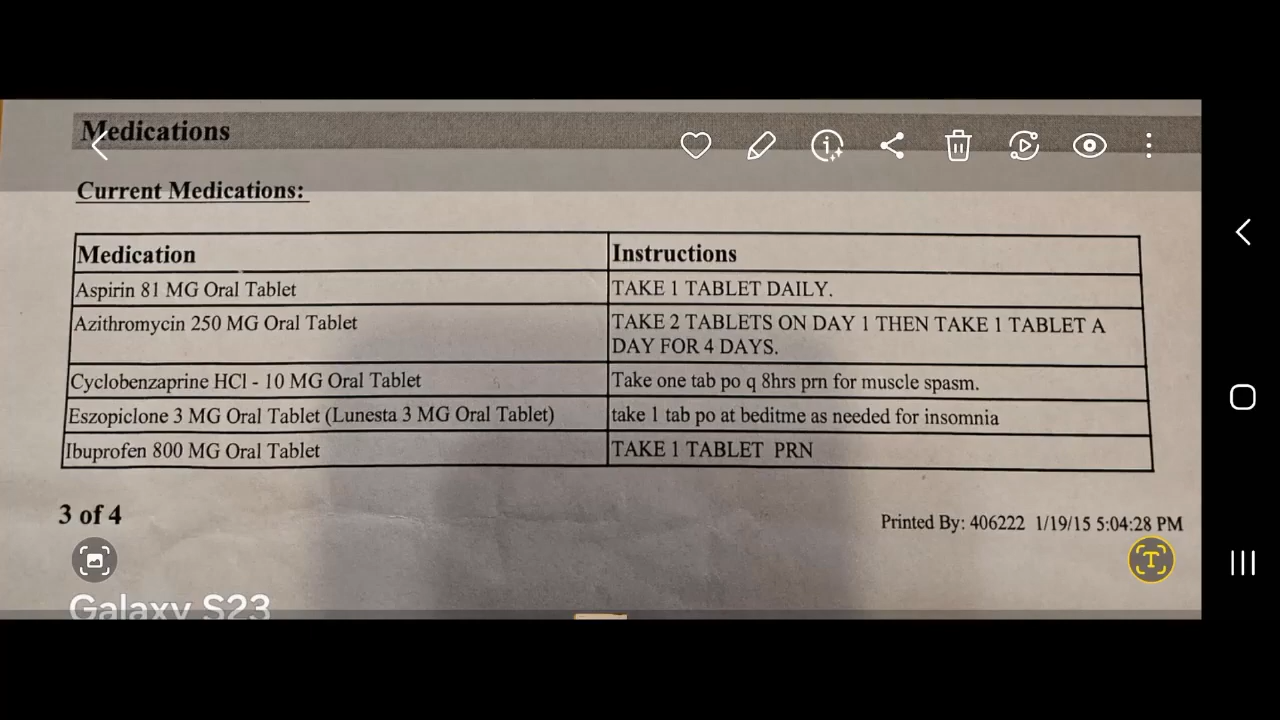 Medications
Current Medications:
Medication Instructions
Aspirin 81 MG Oral Tablet TAKE 1 TABLET DAILY.
Azithromycin 250 MG Oral Tablet TAKE 2 TABLETS ON DAY 1 THEN TAKE 1 TABLET A
DAY FOR 4 DAYS.
Cyclobenzaprine HCl - 10 MG Oral Tablet Take one tab po q 8hrs prn for muscle spasm.
Eszopiclone 3 MG Oral Tablet (Lunesta 3 MG Oral Tablet) take 1 tab po at beditme as needed for insomnia
Ibuprofen 800 MG Oral Tablet TAKE 1 TABLET PRN
3 of 4
Printed By: 406222 1/19/15 5:04:28 PM
T
Galaxy S23